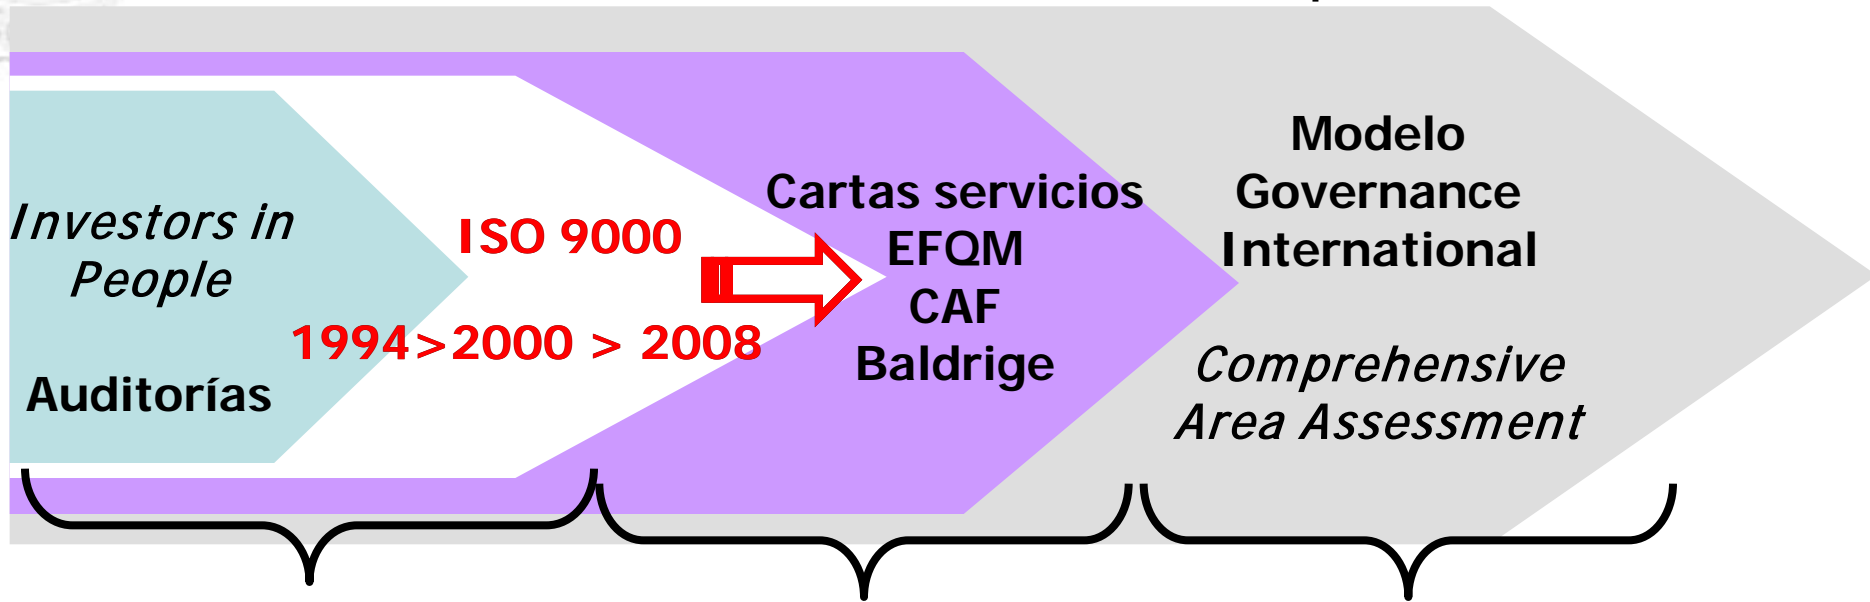 Investors in
People
Auditorías
ISO 9000
1994>2000 > 2008
Cartas servicios
EFQM
CAF
Baldrige
Modelo
Governance
International
Comprehensive
Area Assessment